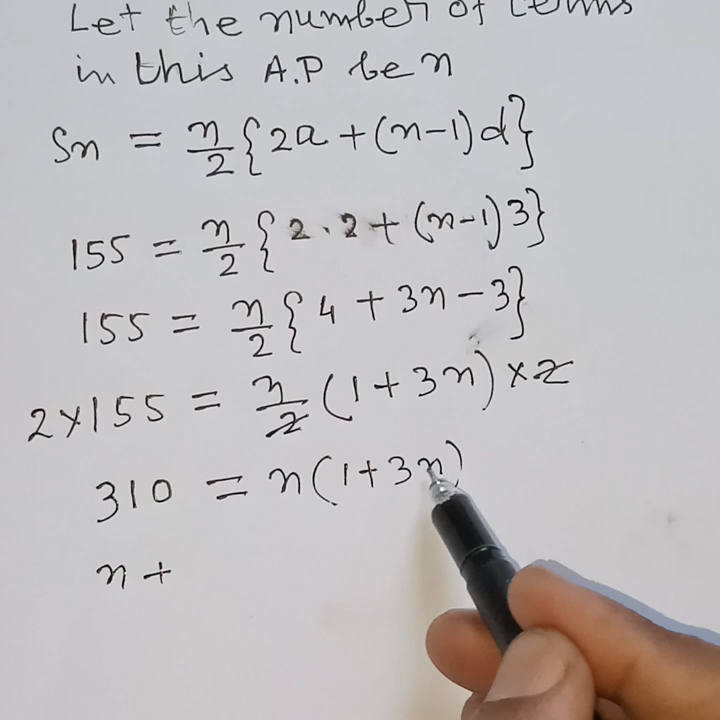 Let the number of terms
in this A.P be n
Sn = n/2 {2a + (n-1)d}
155 = n/2 {2.2 + (n-1)3}
155 = n/2 {4 + 3n - 3}
2×155 = n/2 (1+3n) ×2
310 = n(1+3n)
n +